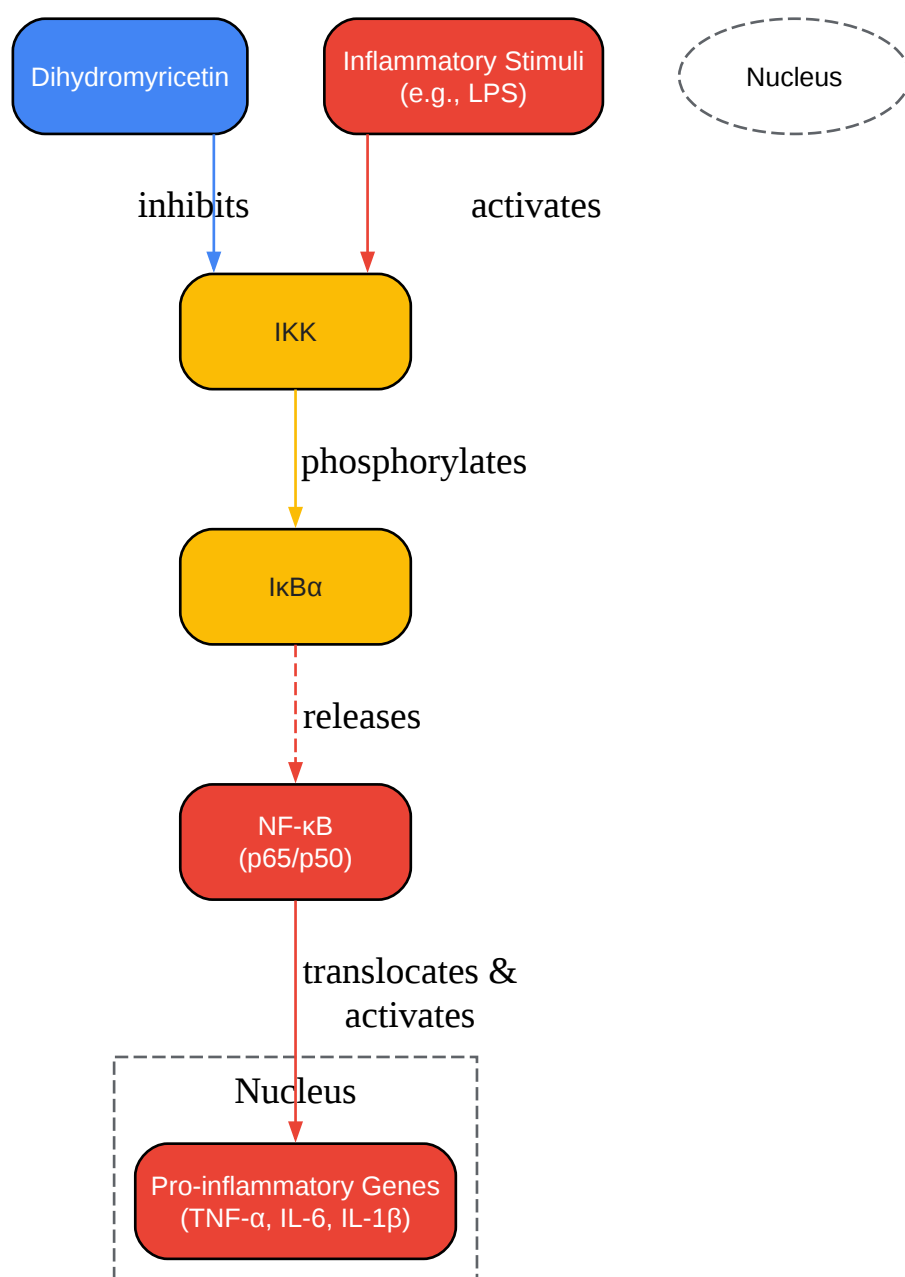 Dihydromyricetin
Inflammatory Stimuli
(e.g., LPS)
Nucleus
inhibits
activates
IKK
phosphorylates
IκBα
releases
NF-κB
(p65/p50)
translocates &
activates
Nucleus
Pro-inflammatory Genes
(TNF-α, IL-6, IL-1β)